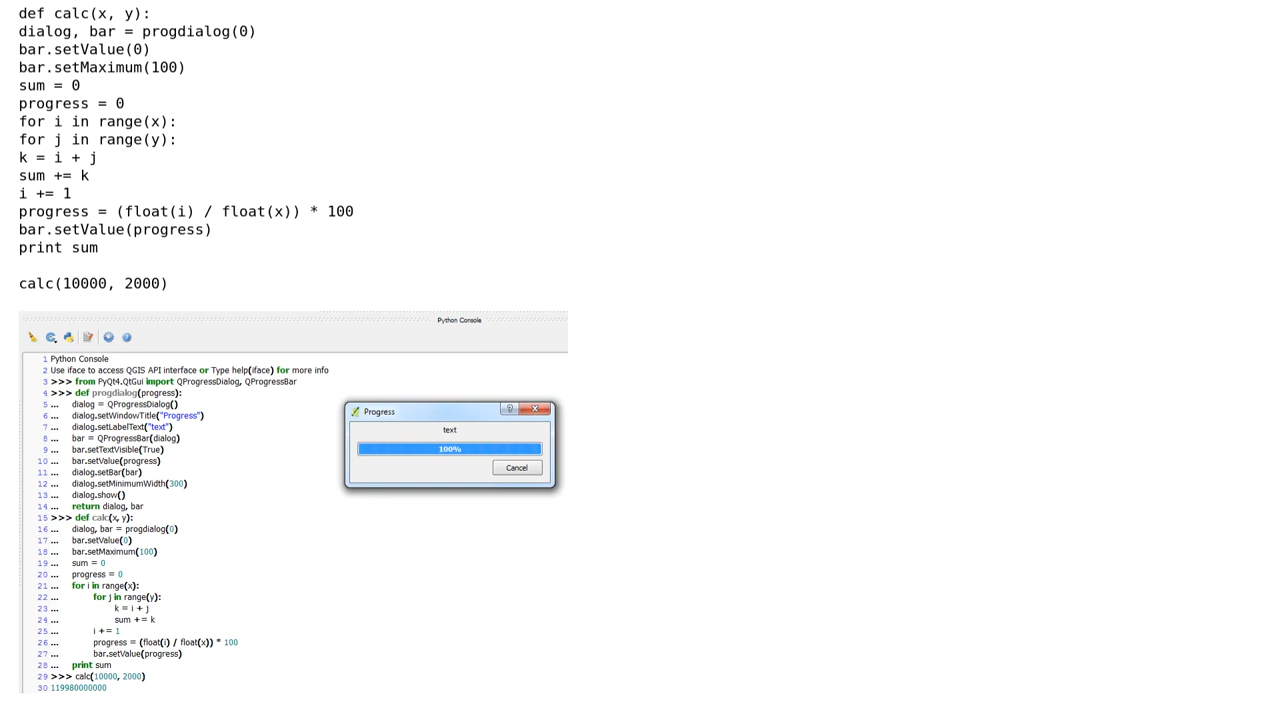 def calc(x, y):
dialog, bar = progdialog(0)
bar.setValue(0)
bar.setMaximum(100)
sum = 0
progress = 0
for i in range(x):
for j in range(y):
k = i + j
sum += k
i += 1
progress = (float(i) / float(x)) * 100
bar.setValue(progress)
print sum

calc(10000, 2000)
Python Console
1 Python Console
2 Use iface to access QGIS API interface or Type help(iface) for more info
3 >>> from PyQt4.QtGui import QProgressDialog, QProgressBar
4 >>> def progdialog(progress):
5 ... dialog = QProgressDialog()
6 ... dialog.setWindowTitle("Progress")
7 ... dialog.setLabelText("text")
8 ... bar = QProgressBar(dialog)
9 ... bar.setTextVisible(True)
10 ... bar.setValue(progress)
11 ... dialog.setBar(bar)
12 ... dialog.setMinimumWidth(300)
13 ... dialog.show()
14 ... return dialog, bar
15 >>> def calc(x, y):
16 ... dialog, bar = progdialog(0)
17 ... bar.setValue(0)
18 ... bar.setMaximum(100)
19 ... sum = 0
20 ... progress = 0
21 ... for i in range(x):
22 ... for j in range(y):
23 ... k = i + j
24 ... sum += k
25 ... i += 1
26 ... progress = (float(i) / float(x)) * 100
27 ... bar.setValue(progress)
28 ... print sum
29 >>> calc(10000, 2000)
30 119980000000
Progress
text
100%
Cancel